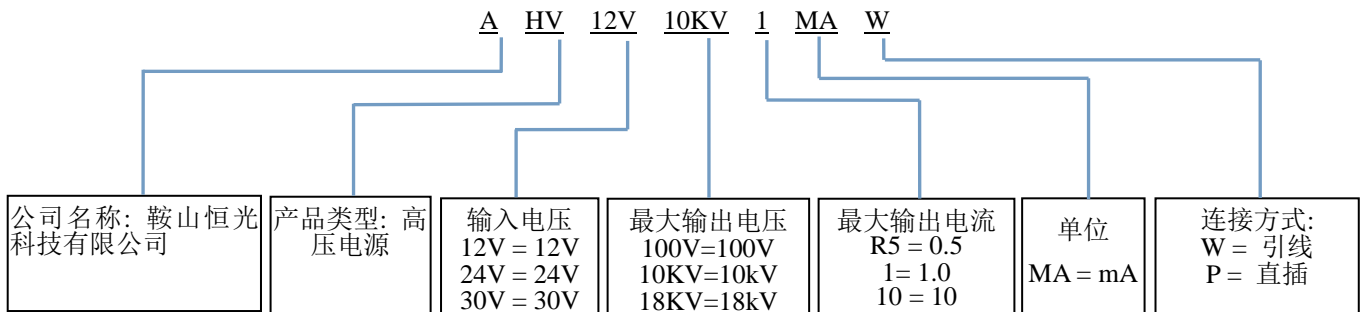 A HV 12V 10KV 1 MA W
公司名称: 鞍山恒光
科技有限公司
产品类型: 高
压电源
输入电压
12V = 12V
24V = 24V
30V = 30V
最大输出电压
100V=100V
10KV=10kV
18KV=18kV
最大输出电流
R5 = 0.5
1= 1.0
10 = 10
单位
MA = mA
连接方式:
W = 引线
P = 直插